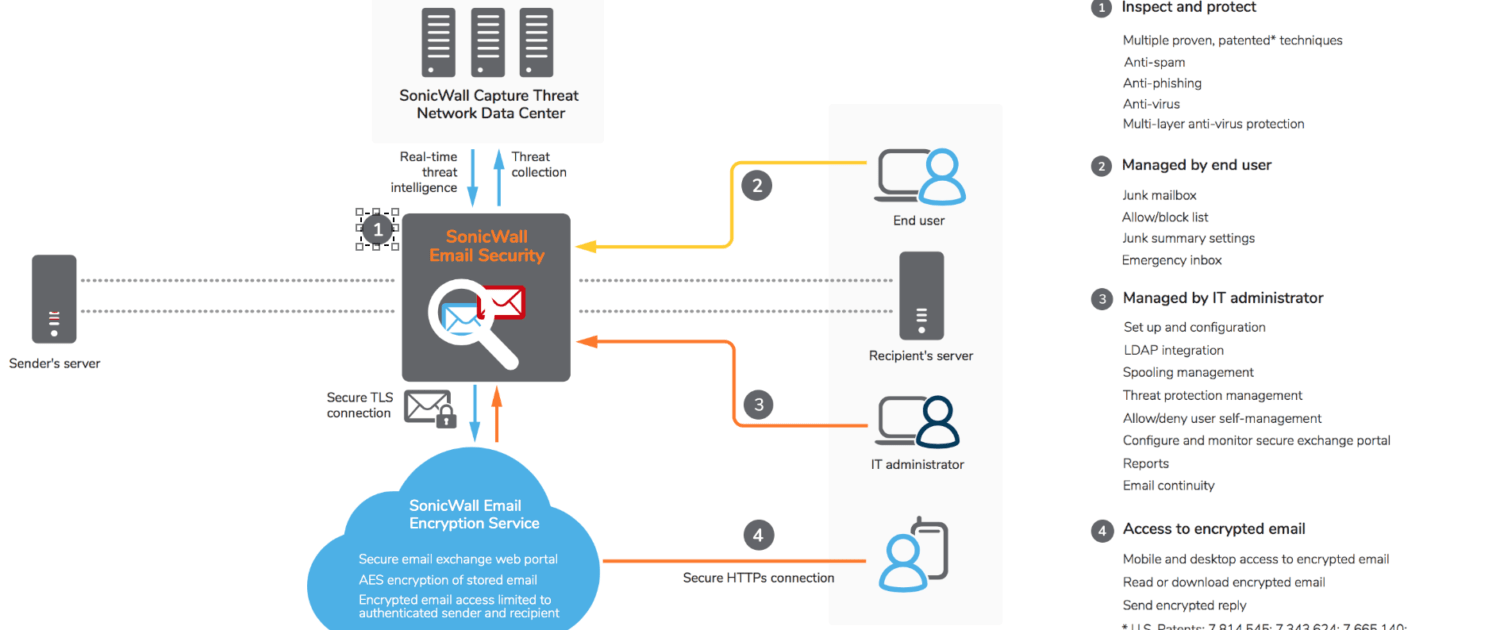 SonicWall Capture Threat
Network Data Center
Real-time
threat
intelligence
Threat
collection
1
SonicWall
Email Security
2
End user
Sender's server
Recipient's server
Secure TLS
connection
3
IT administrator
SonicWall Email
Encryption Service
Secure email exchange web portal
AES encryption of stored email
Encrypted email access limited to
authenticated sender and recipient
4
Secure HTTPs connection
1 Inspect and protect
Multiple proven, patented* techniques
Anti-spam
Anti-phishing
Anti-virus
Multi-layer anti-virus protection
2 Managed by end user
Junk mailbox
Allow/block list
Junk summary settings
Emergency inbox
3 Managed by IT administrator
Set up and configuration
LDAP integration
Spooling management
Threat protection management
Allow/deny user self-management
Configure and monitor secure exchange portal
Reports
Email continuity
4 Access to encrypted email
Mobile and desktop access to encrypted email
Read or download encrypted email
Send encrypted reply
* U.S. Patents: 7,814,545; 7,343,624; 7,665,140;